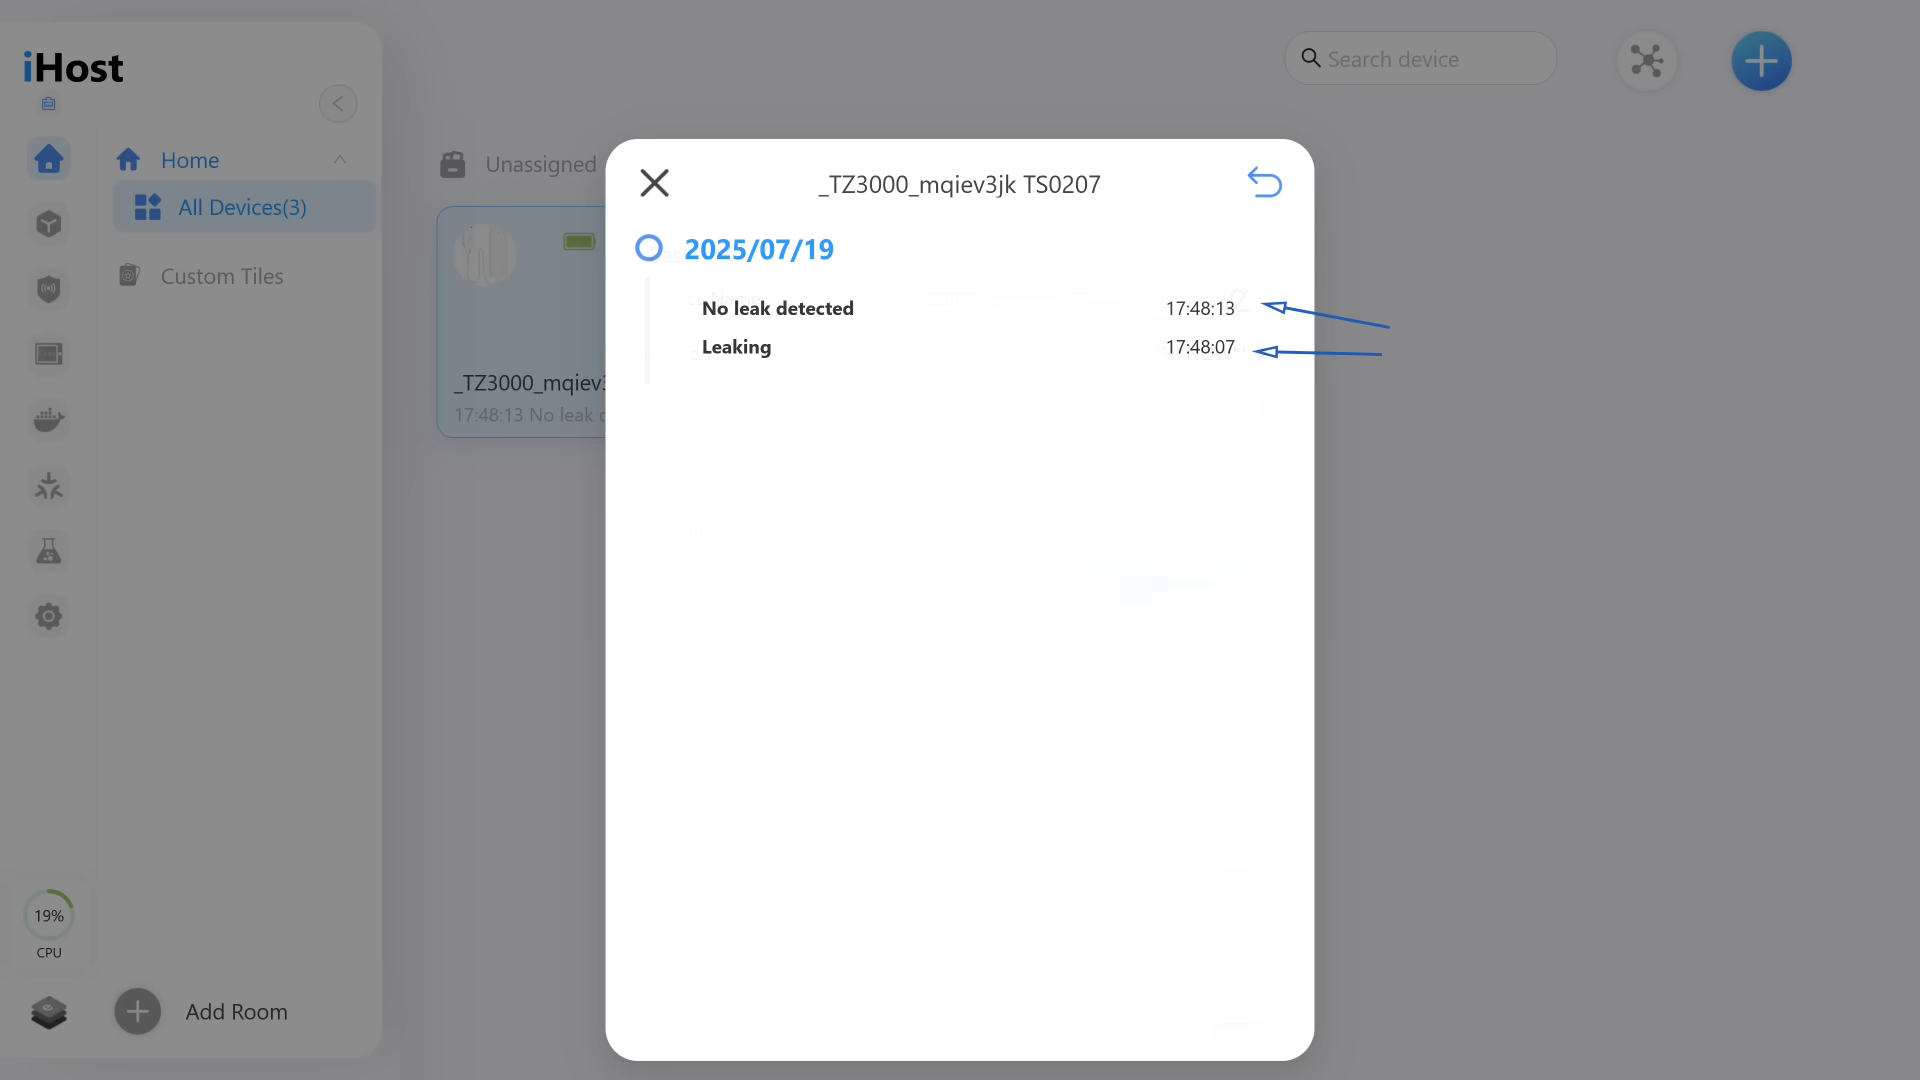 iHost
Search device
Home
All Devices(3)
Custom Tiles
Unassigned
_TZ3000_mqiev3
17:48:13 No leak
_TZ3000_mqiev3jk TS0207
2025/07/19
No leak detected 17:48:13
Leaking 17:48:07
19%
CPU
Add Room